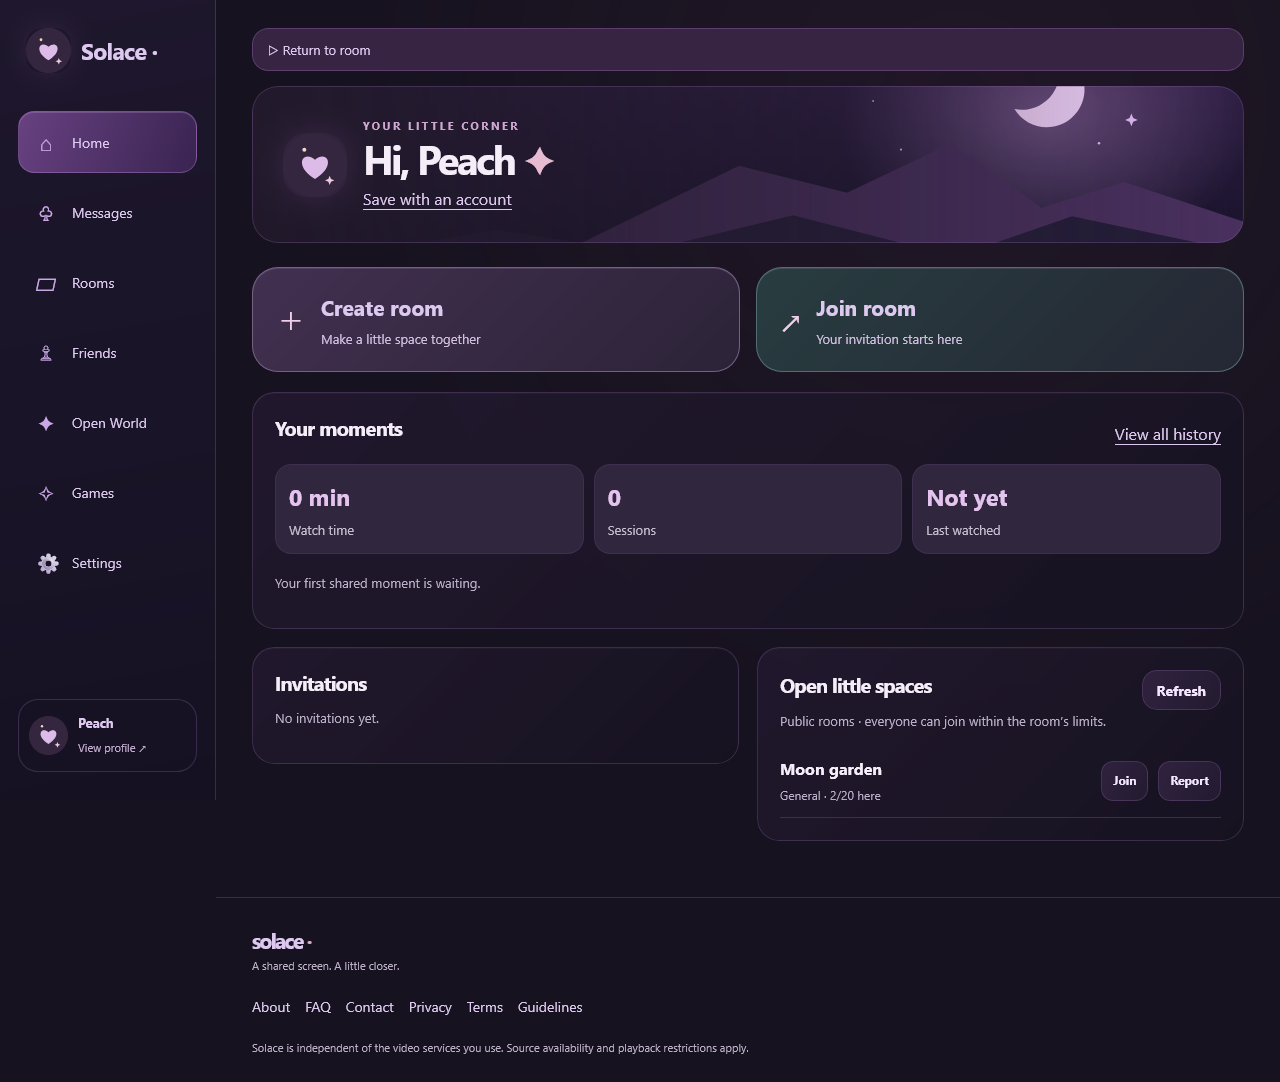 Solace ·
Home
Messages
Rooms
Friends
Open World
Games
Settings
Peach
View profile ↗
▷ Return to room
YOUR LITTLE CORNER
Hi, Peach ✦
Save with an account
Create room
Make a little space together
Join room
Your invitation starts here
Your moments
View all history
0 min
Watch time
0
Sessions
Not yet
Last watched
Your first shared moment is waiting.
Invitations
No invitations yet.
Open little spaces
Refresh
Public rooms · everyone can join within the room's limits.
Moon garden
General · 2/20 here
Join
Report
solace ·
A shared screen. A little closer.
About FAQ Contact Privacy Terms Guidelines
Solace is independent of the video services you use. Source availability and playback restrictions apply.